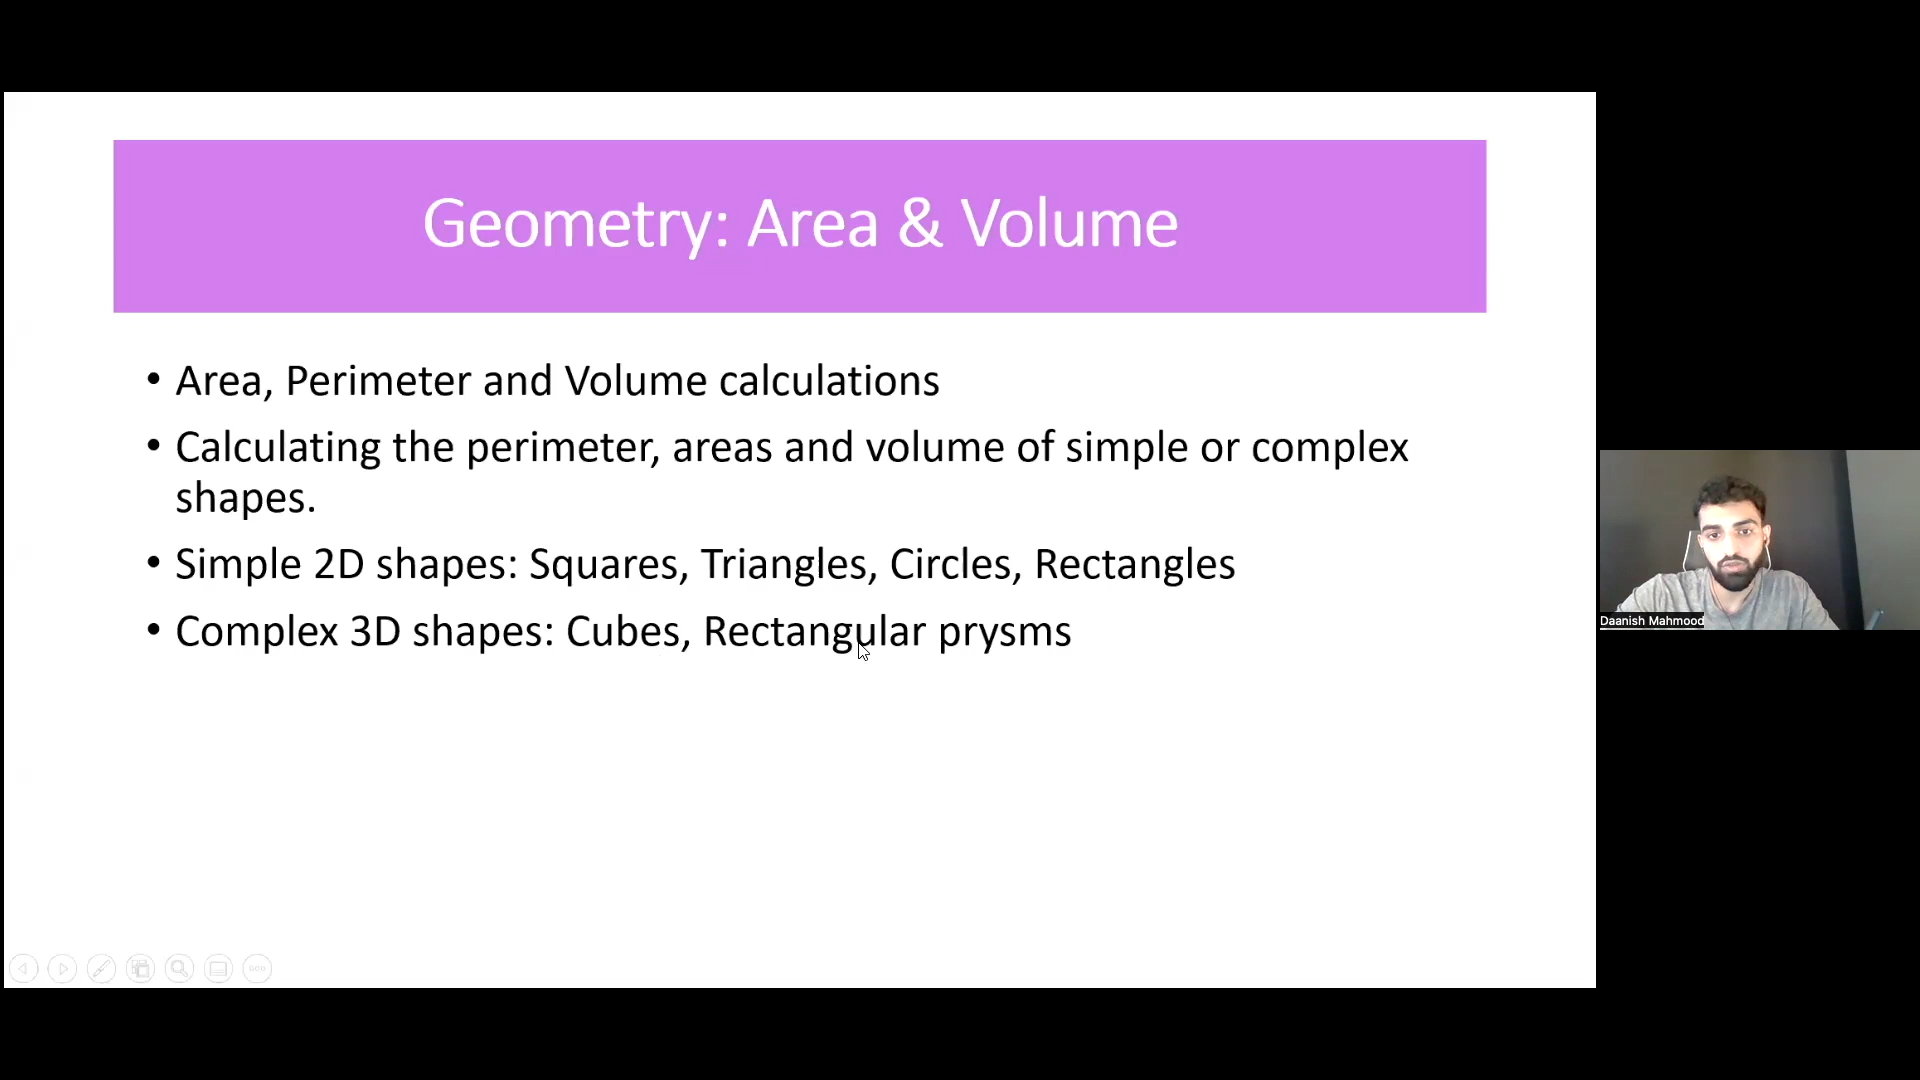 Geometry: Area & Volume
• Area, Perimeter and Volume calculations
• Calculating the perimeter, areas and volume of simple or complex
shapes.
• Simple 2D shapes: Squares, Triangles, Circles, Rectangles
• Complex 3D shapes: Cubes, Rectangular prysms
Daanish Mahmood